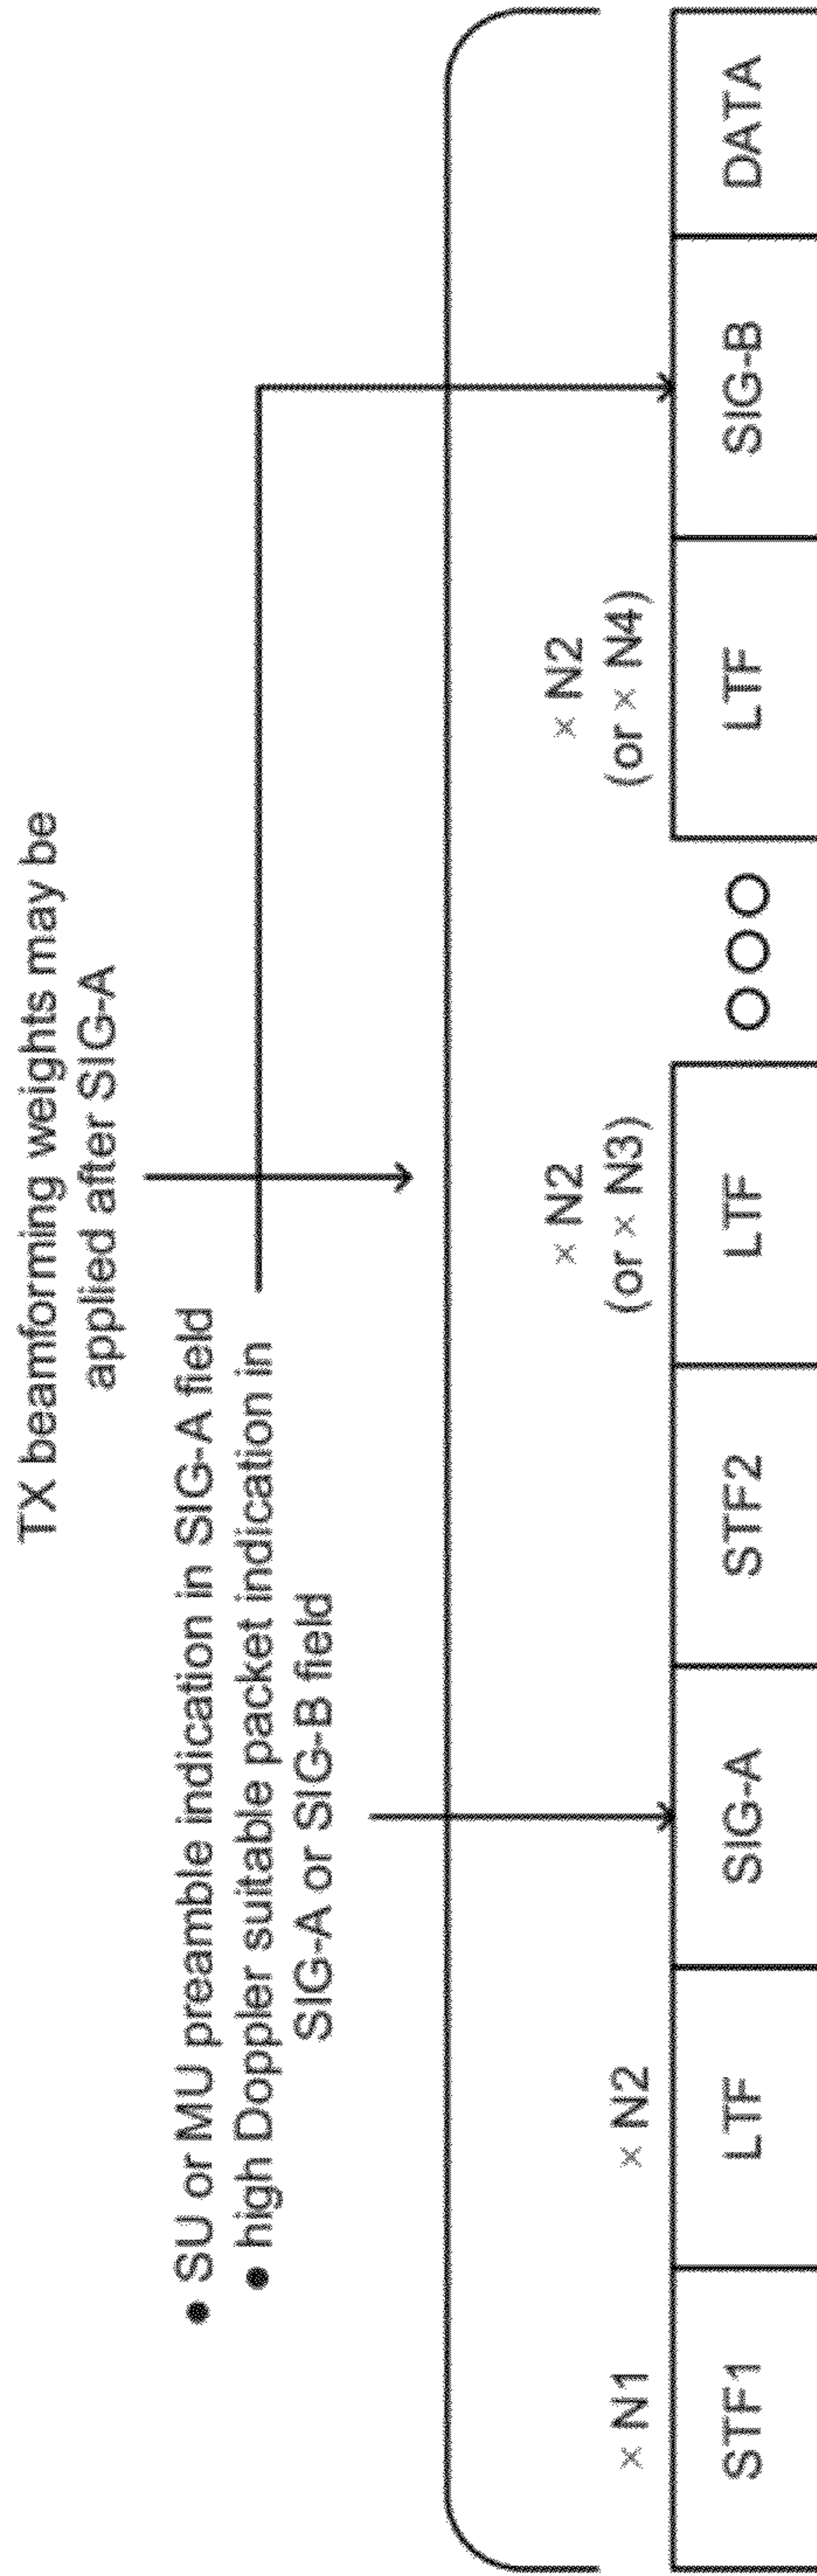 TX beamforming weights may be
applied after SIG-A
• SU or MU preamble indication in SIG-A field
• high Doppler suitable packet indication in
SIG-A or SIG-B field
× N1
× N2
× N2
(or × N3)
× N2
(or × N4)
STF1
LTF
SIG-A
STF2
LTF
LTF
SIG-B
DATA